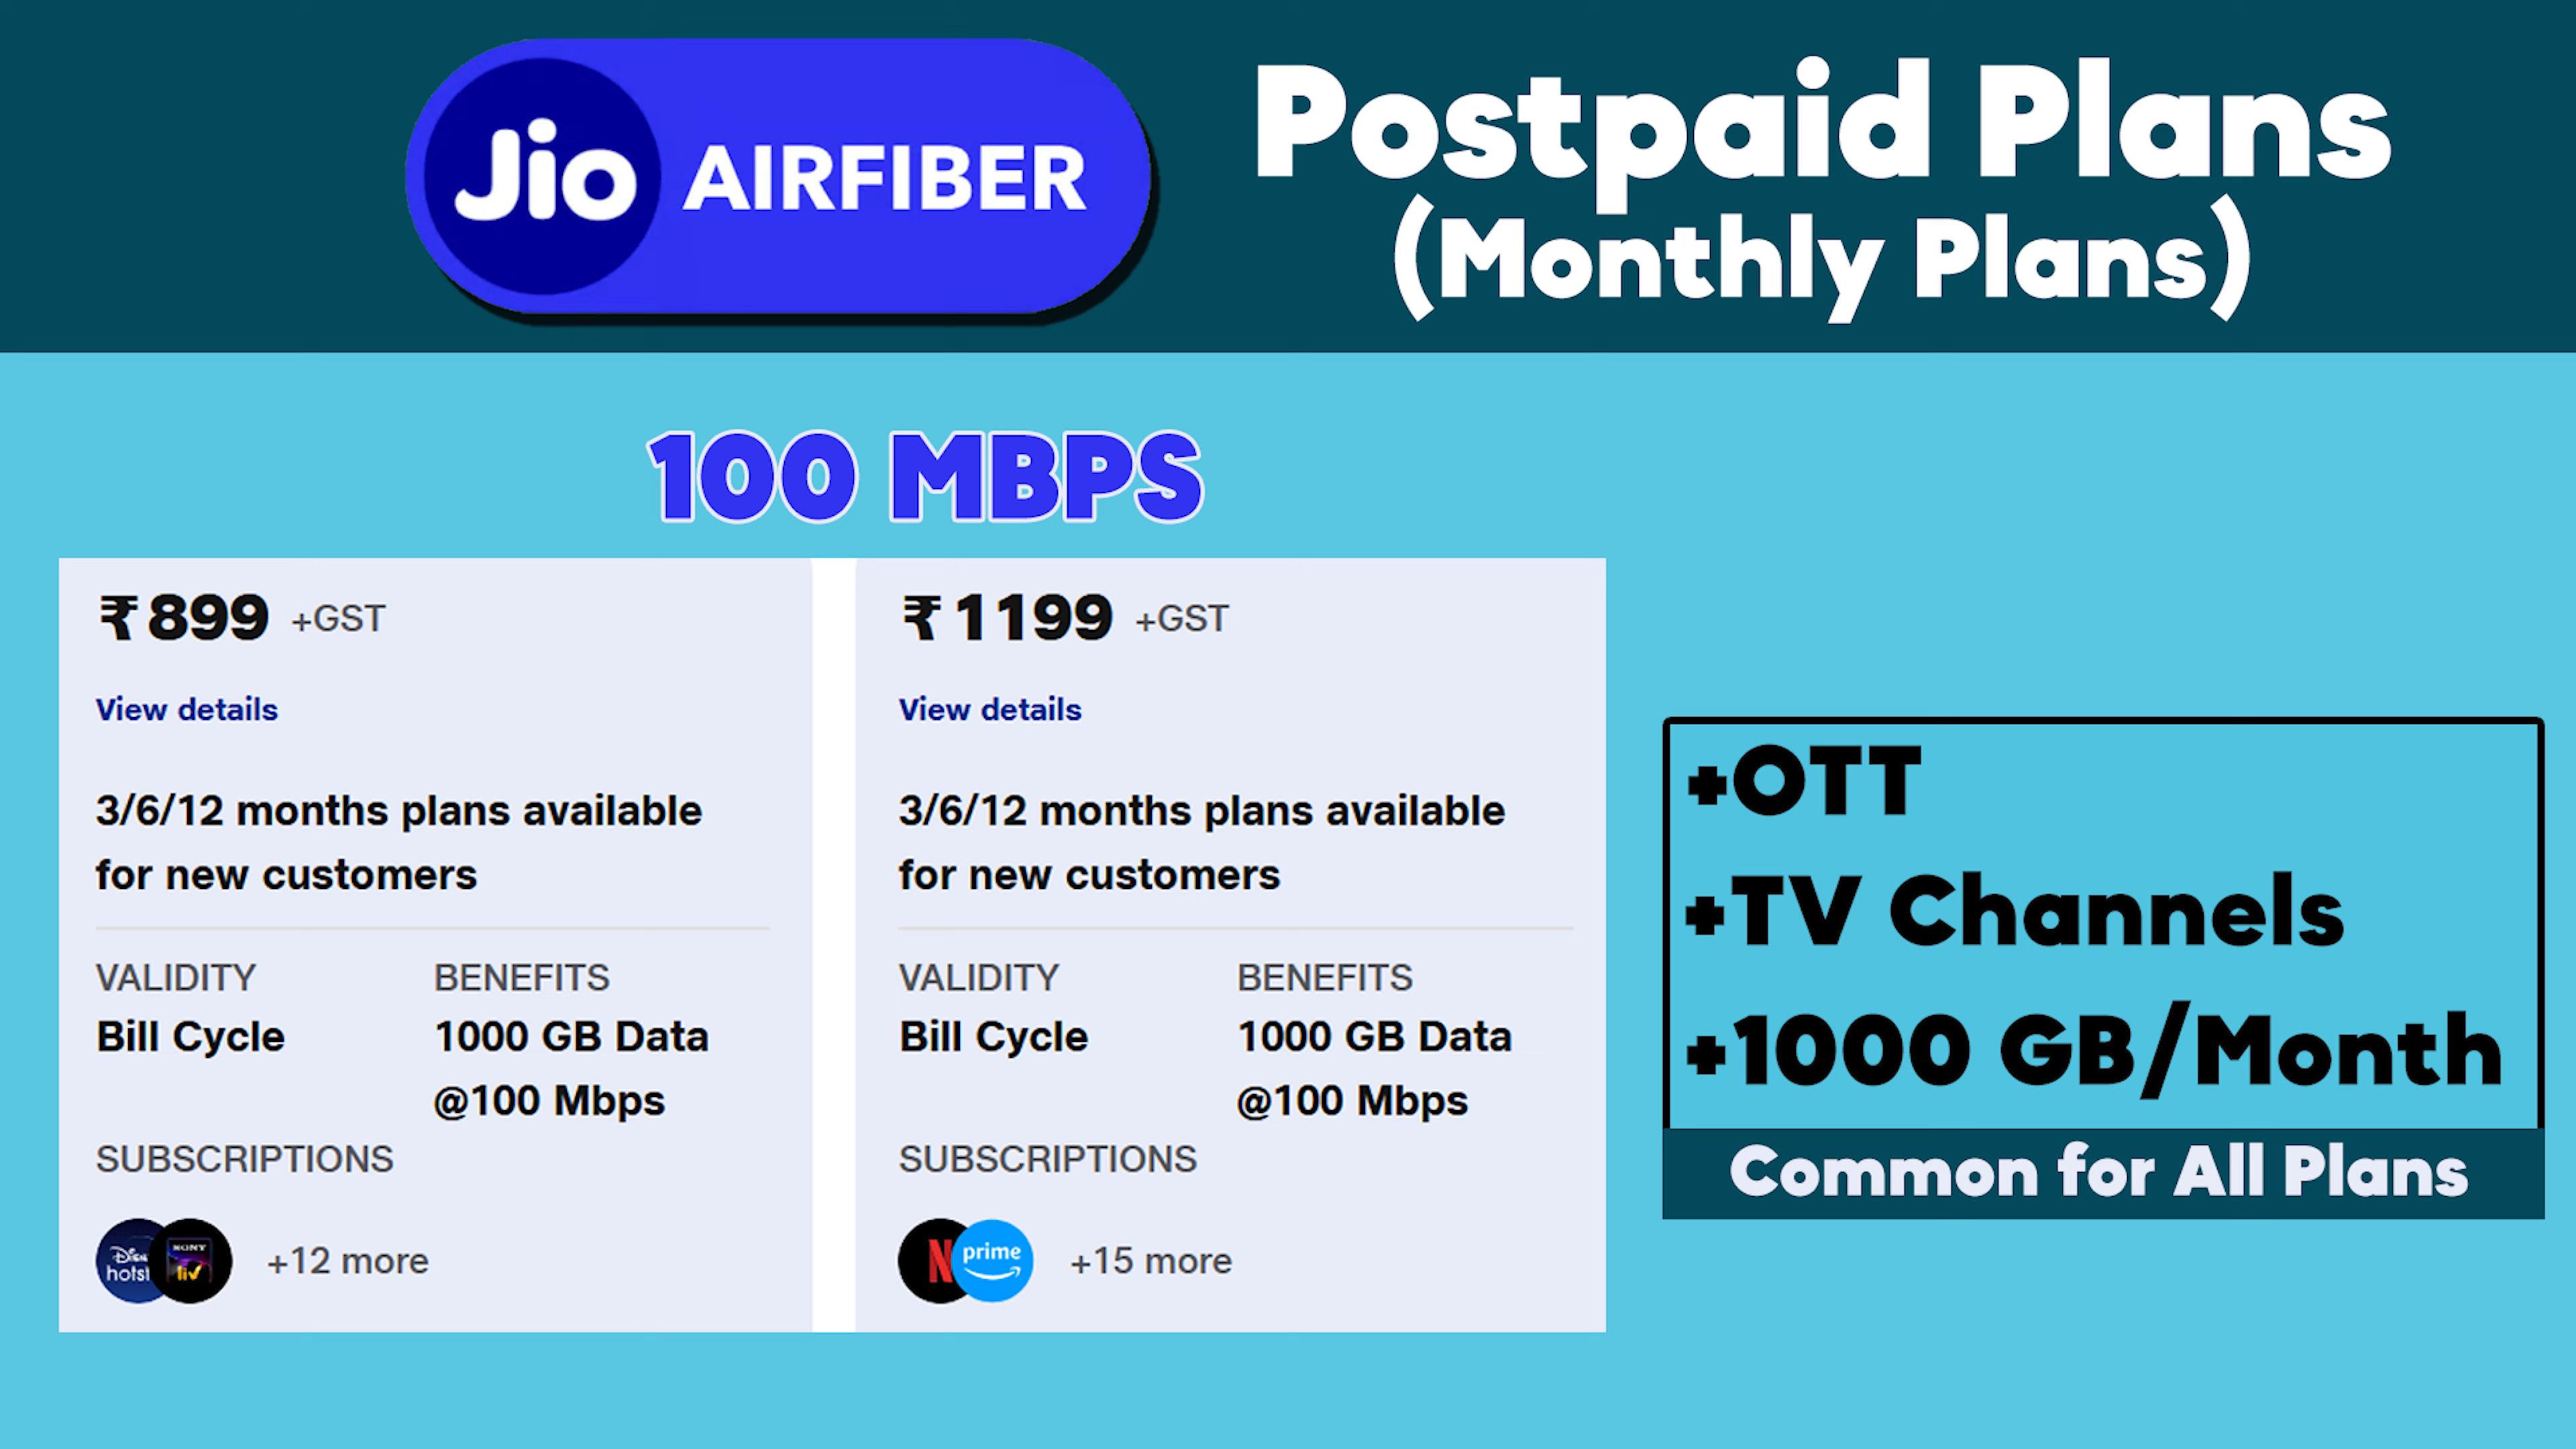 Jio AIRFIBER
Postpaid Plans
(Monthly Plans)
100 MBPS
₹899 +GST
View details
3/6/12 months plans available
for new customers
VALIDITY BENEFITS
Bill Cycle 1000 GB Data
@100 Mbps
SUBSCRIPTIONS
SONY
liv
+12 more
₹1199 +GST
View details
3/6/12 months plans available
for new customers
VALIDITY BENEFITS
Bill Cycle 1000 GB Data
@100 Mbps
SUBSCRIPTIONS
N prime +15 more
+OTT
+TV Channels
+1000 GB/Month
Common for All Plans